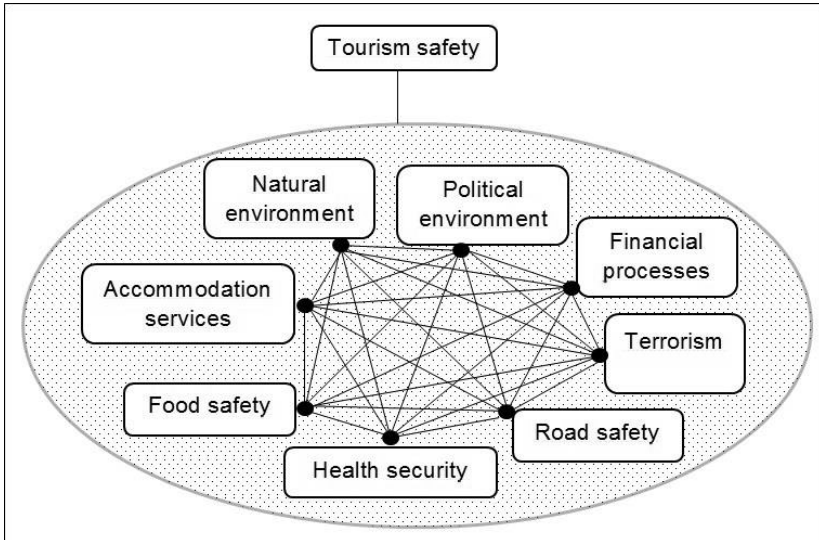 Tourism safety
Natural
environment
Political
environment
Financial
processes
Accommodation
services
Terrorism
Food safety
Road safety
Health security